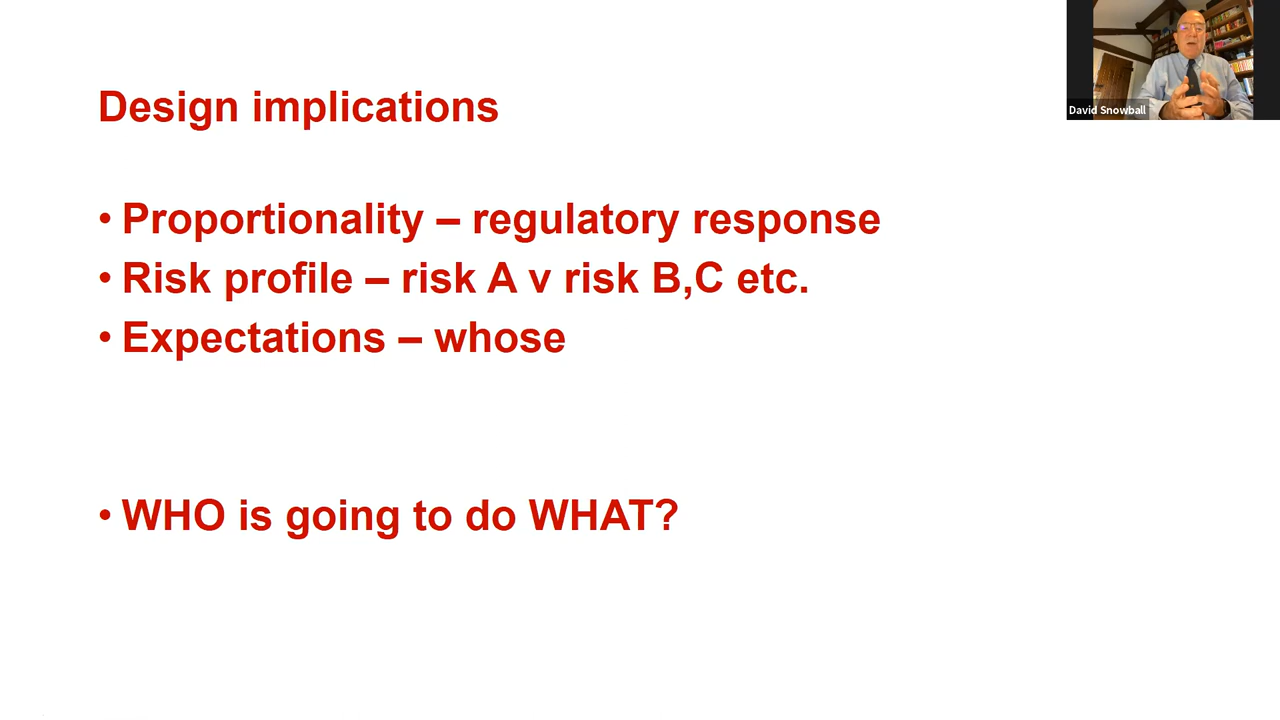 Design implications
• Proportionality – regulatory response
• Risk profile – risk A v risk B,C etc.
• Expectations – whose
• WHO is going to do WHAT?
David Snowball